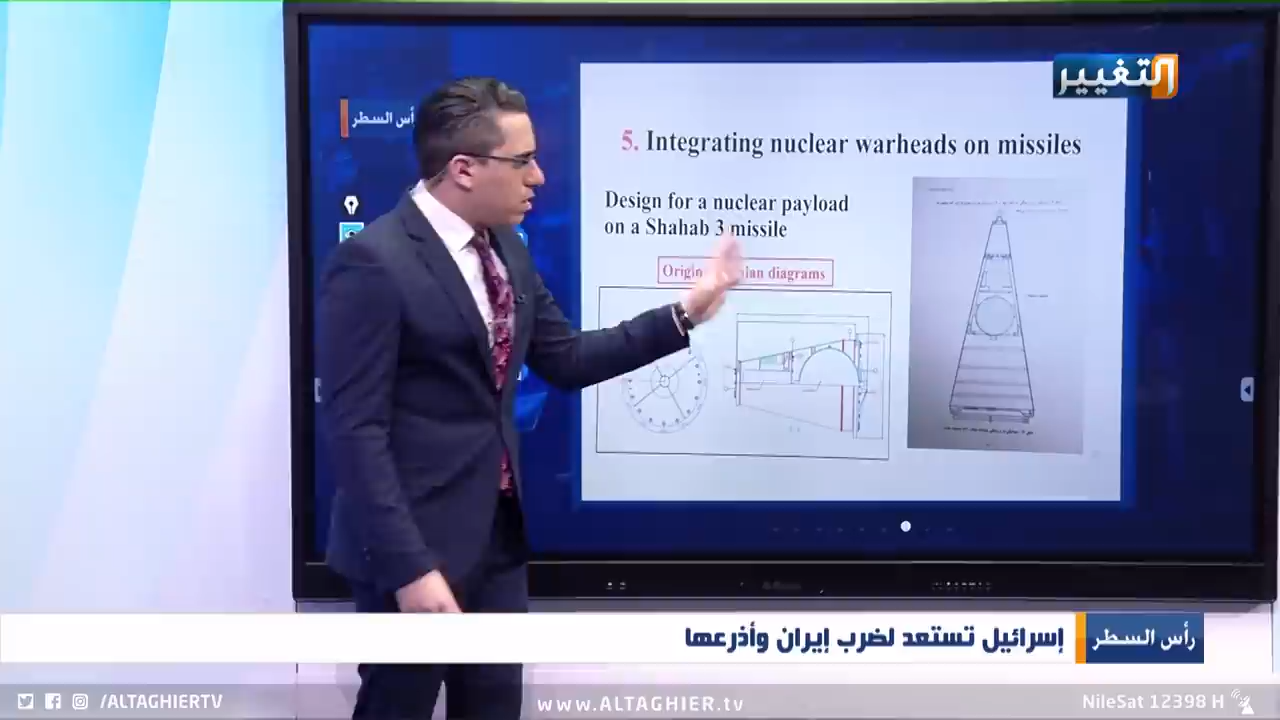 التغيير
رأس السطر
5. Integrating nuclear warheads on missiles
Design for a nuclear payload
on a Shahab 3 missile
diagrams
إسرائيل تستعد لضرب إيران وأذرعها
رأس السطر
/ALTAGHIERTV
www.ALTAGHIER.tv
NileSat 12398 H